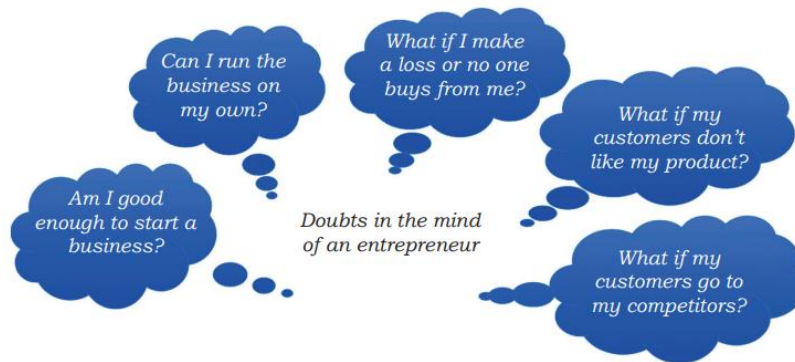 Can I run the
business on
my own?
What if I make
a loss or no one
buys from me?
What if my
customers don't
like my product?
Am I good
enough to start a
business?
Doubts in the mind
of an entrepreneur
What if my
customers go to
my competitors?